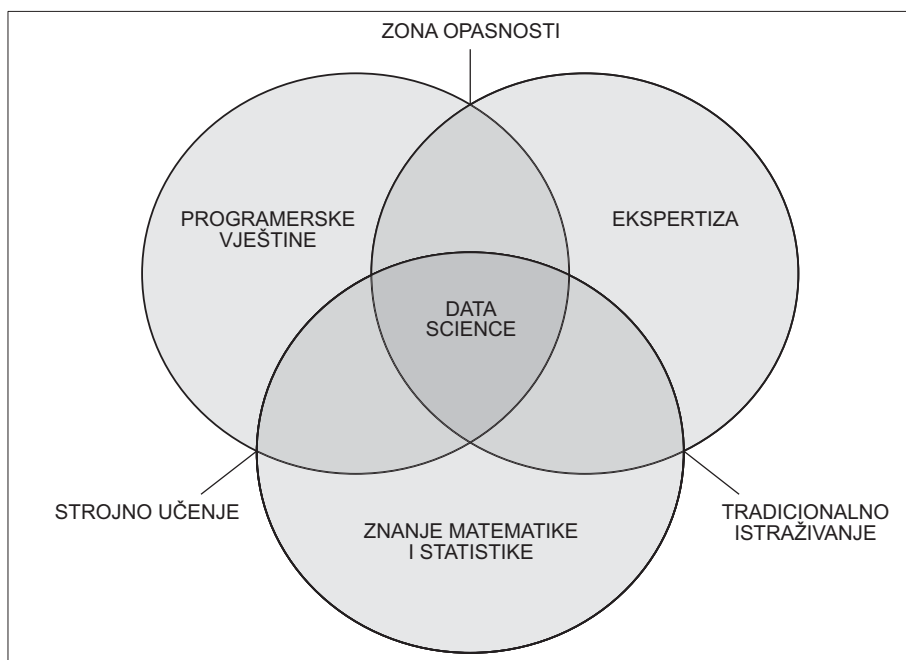 ZONA OPASNOSTI
PROGRAMERSKE
VJEŠTINE
EKSPERTIZA
DATA
SCIENCE
STROJNO UČENJE
ZNANJE MATEMATIKE
I STATISTIKE
TRADICIONALNO
ISTRAŽIVANJE